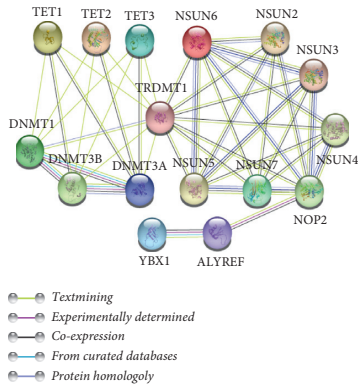 TET1
TET2
TET3
NSUN6
NSUN2
NSUN3
TRDMT1
DNMT1
DNMT3B
DNMT3A
NSUN5
NSUN7
NSUN4
NOP2
YBX1
ALYREF
Textmining
Experimentally determined
Co-expression
From curated databases
Protein homologoly